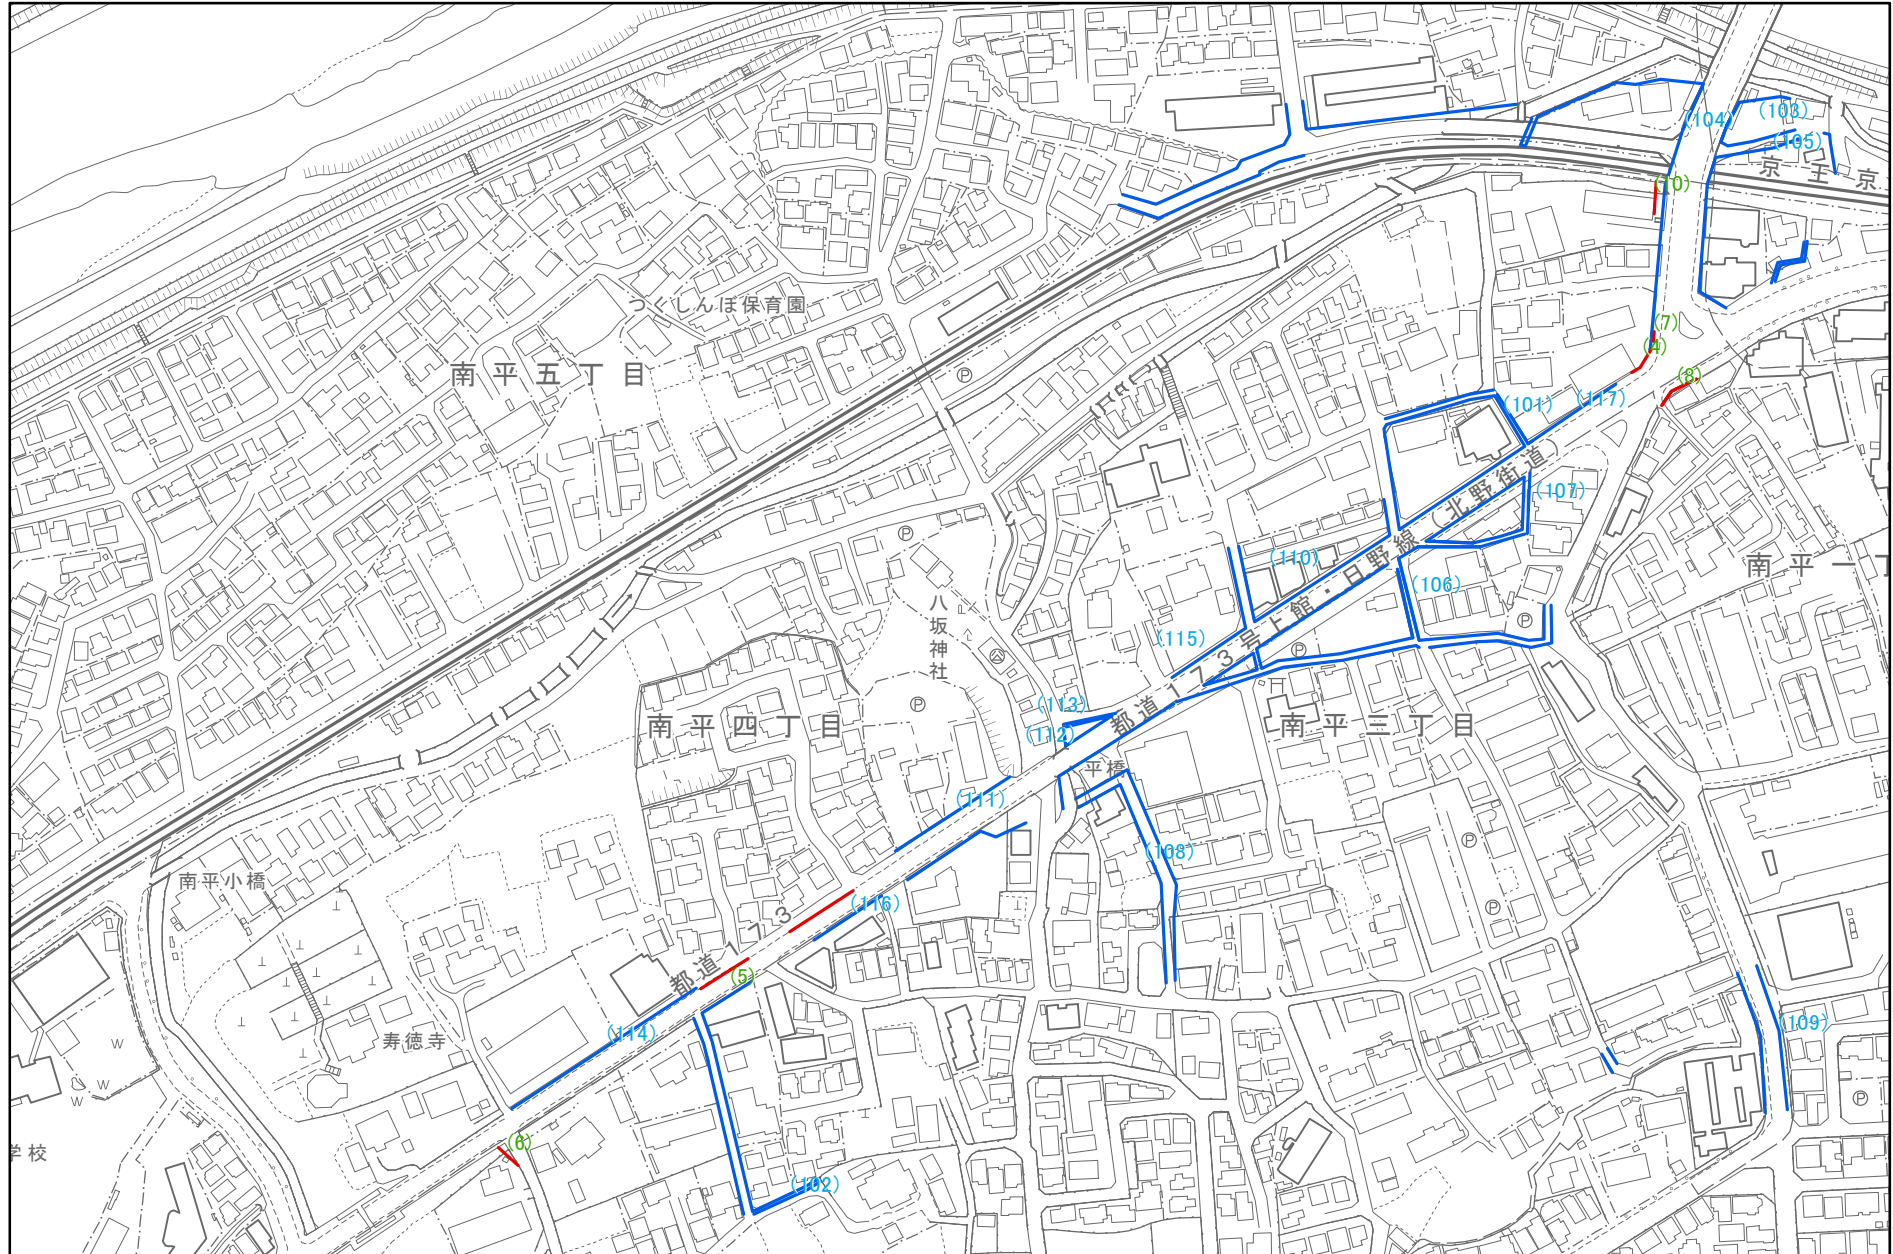 (103)
(104)
(105)
京王京
(10)
つくしんぼ保育園
(7)
(4)
南平五丁目
(8)
(101)
(117)
(107)
都道173号上館・日野線(北野街道)
(110)
南平一丁
(106)
八坂神社
(115)
(113)
南平四丁目
(112)
南平三丁目
平橋
(111)
(108)
南平小橋
(116)
都道173
(5)
(114)
寿徳寺
(109)
(6)
学校
(102)